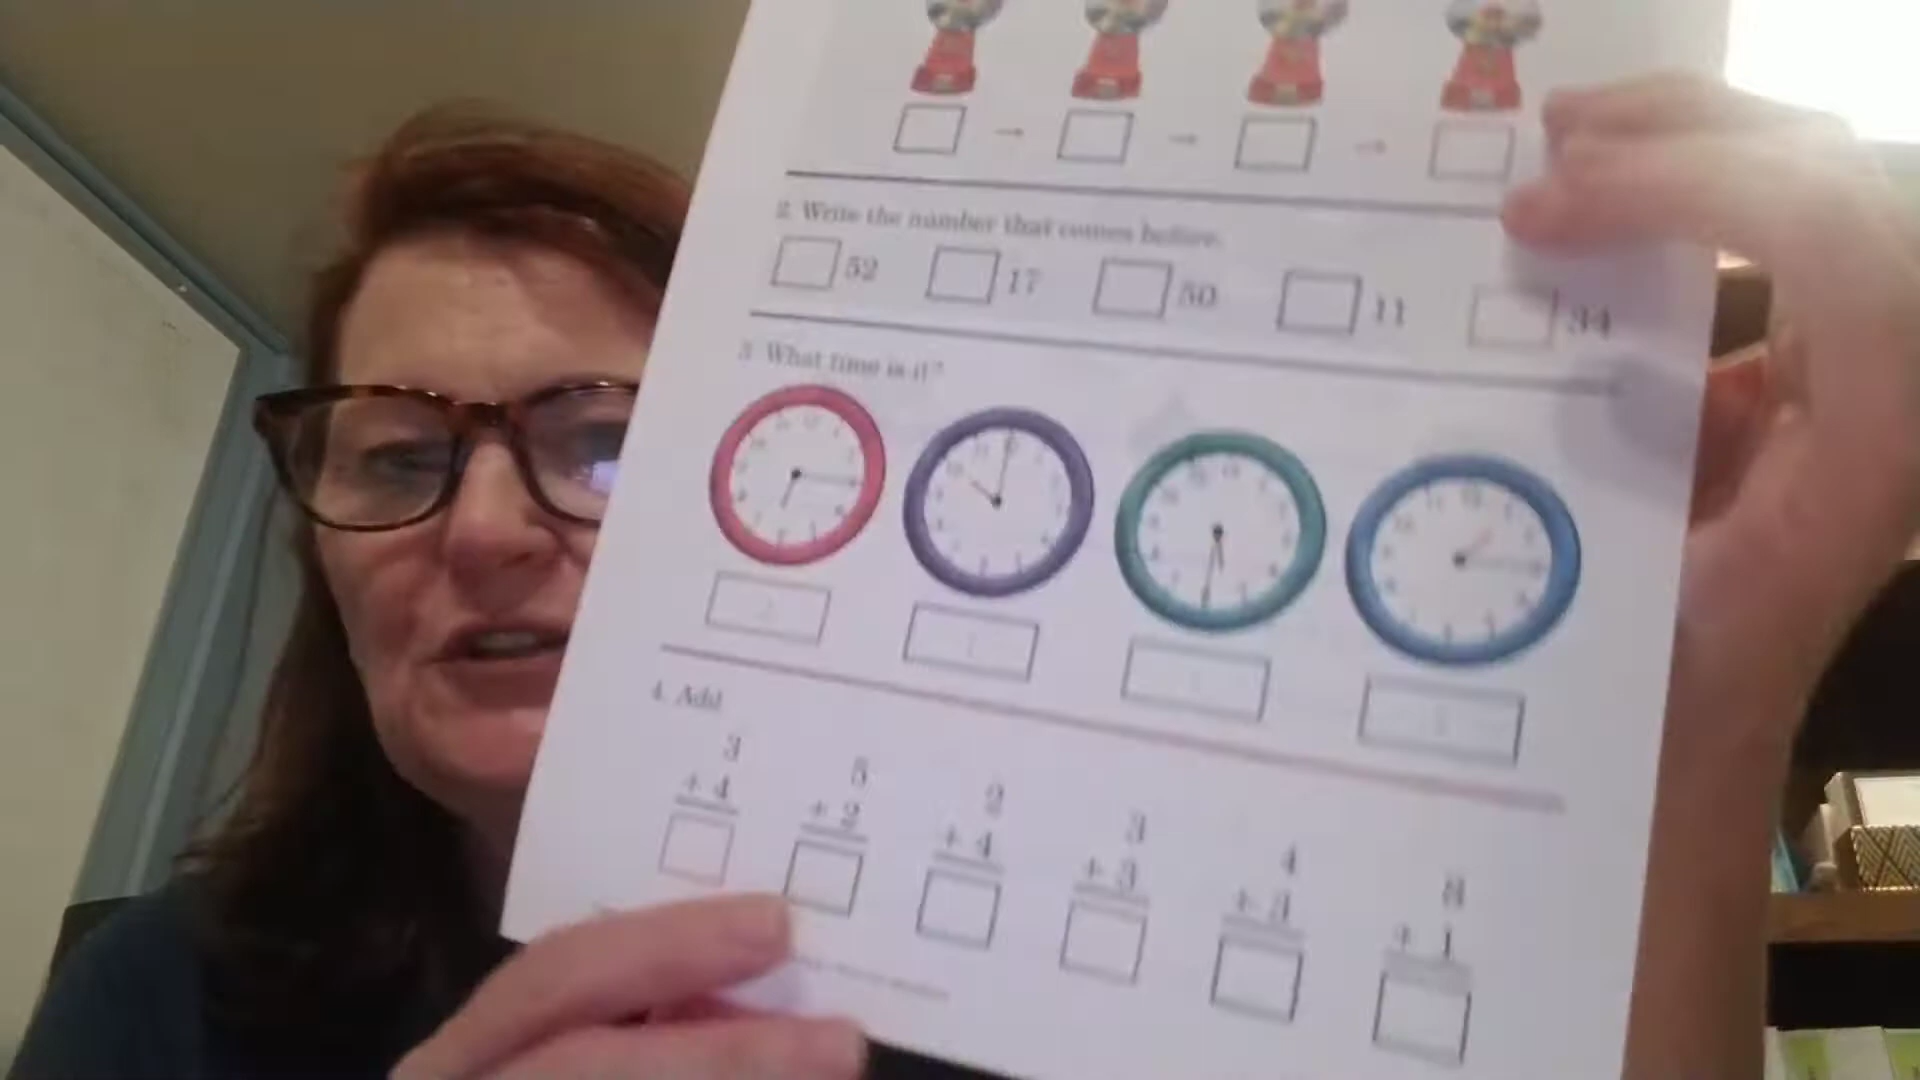 2. Write the number that comes before.
52 17 50 11 34
3. What time is it?
4. Add
3 5 2 3 4 8
+ 4 + 2 + 4 + 3 + 3 + 1